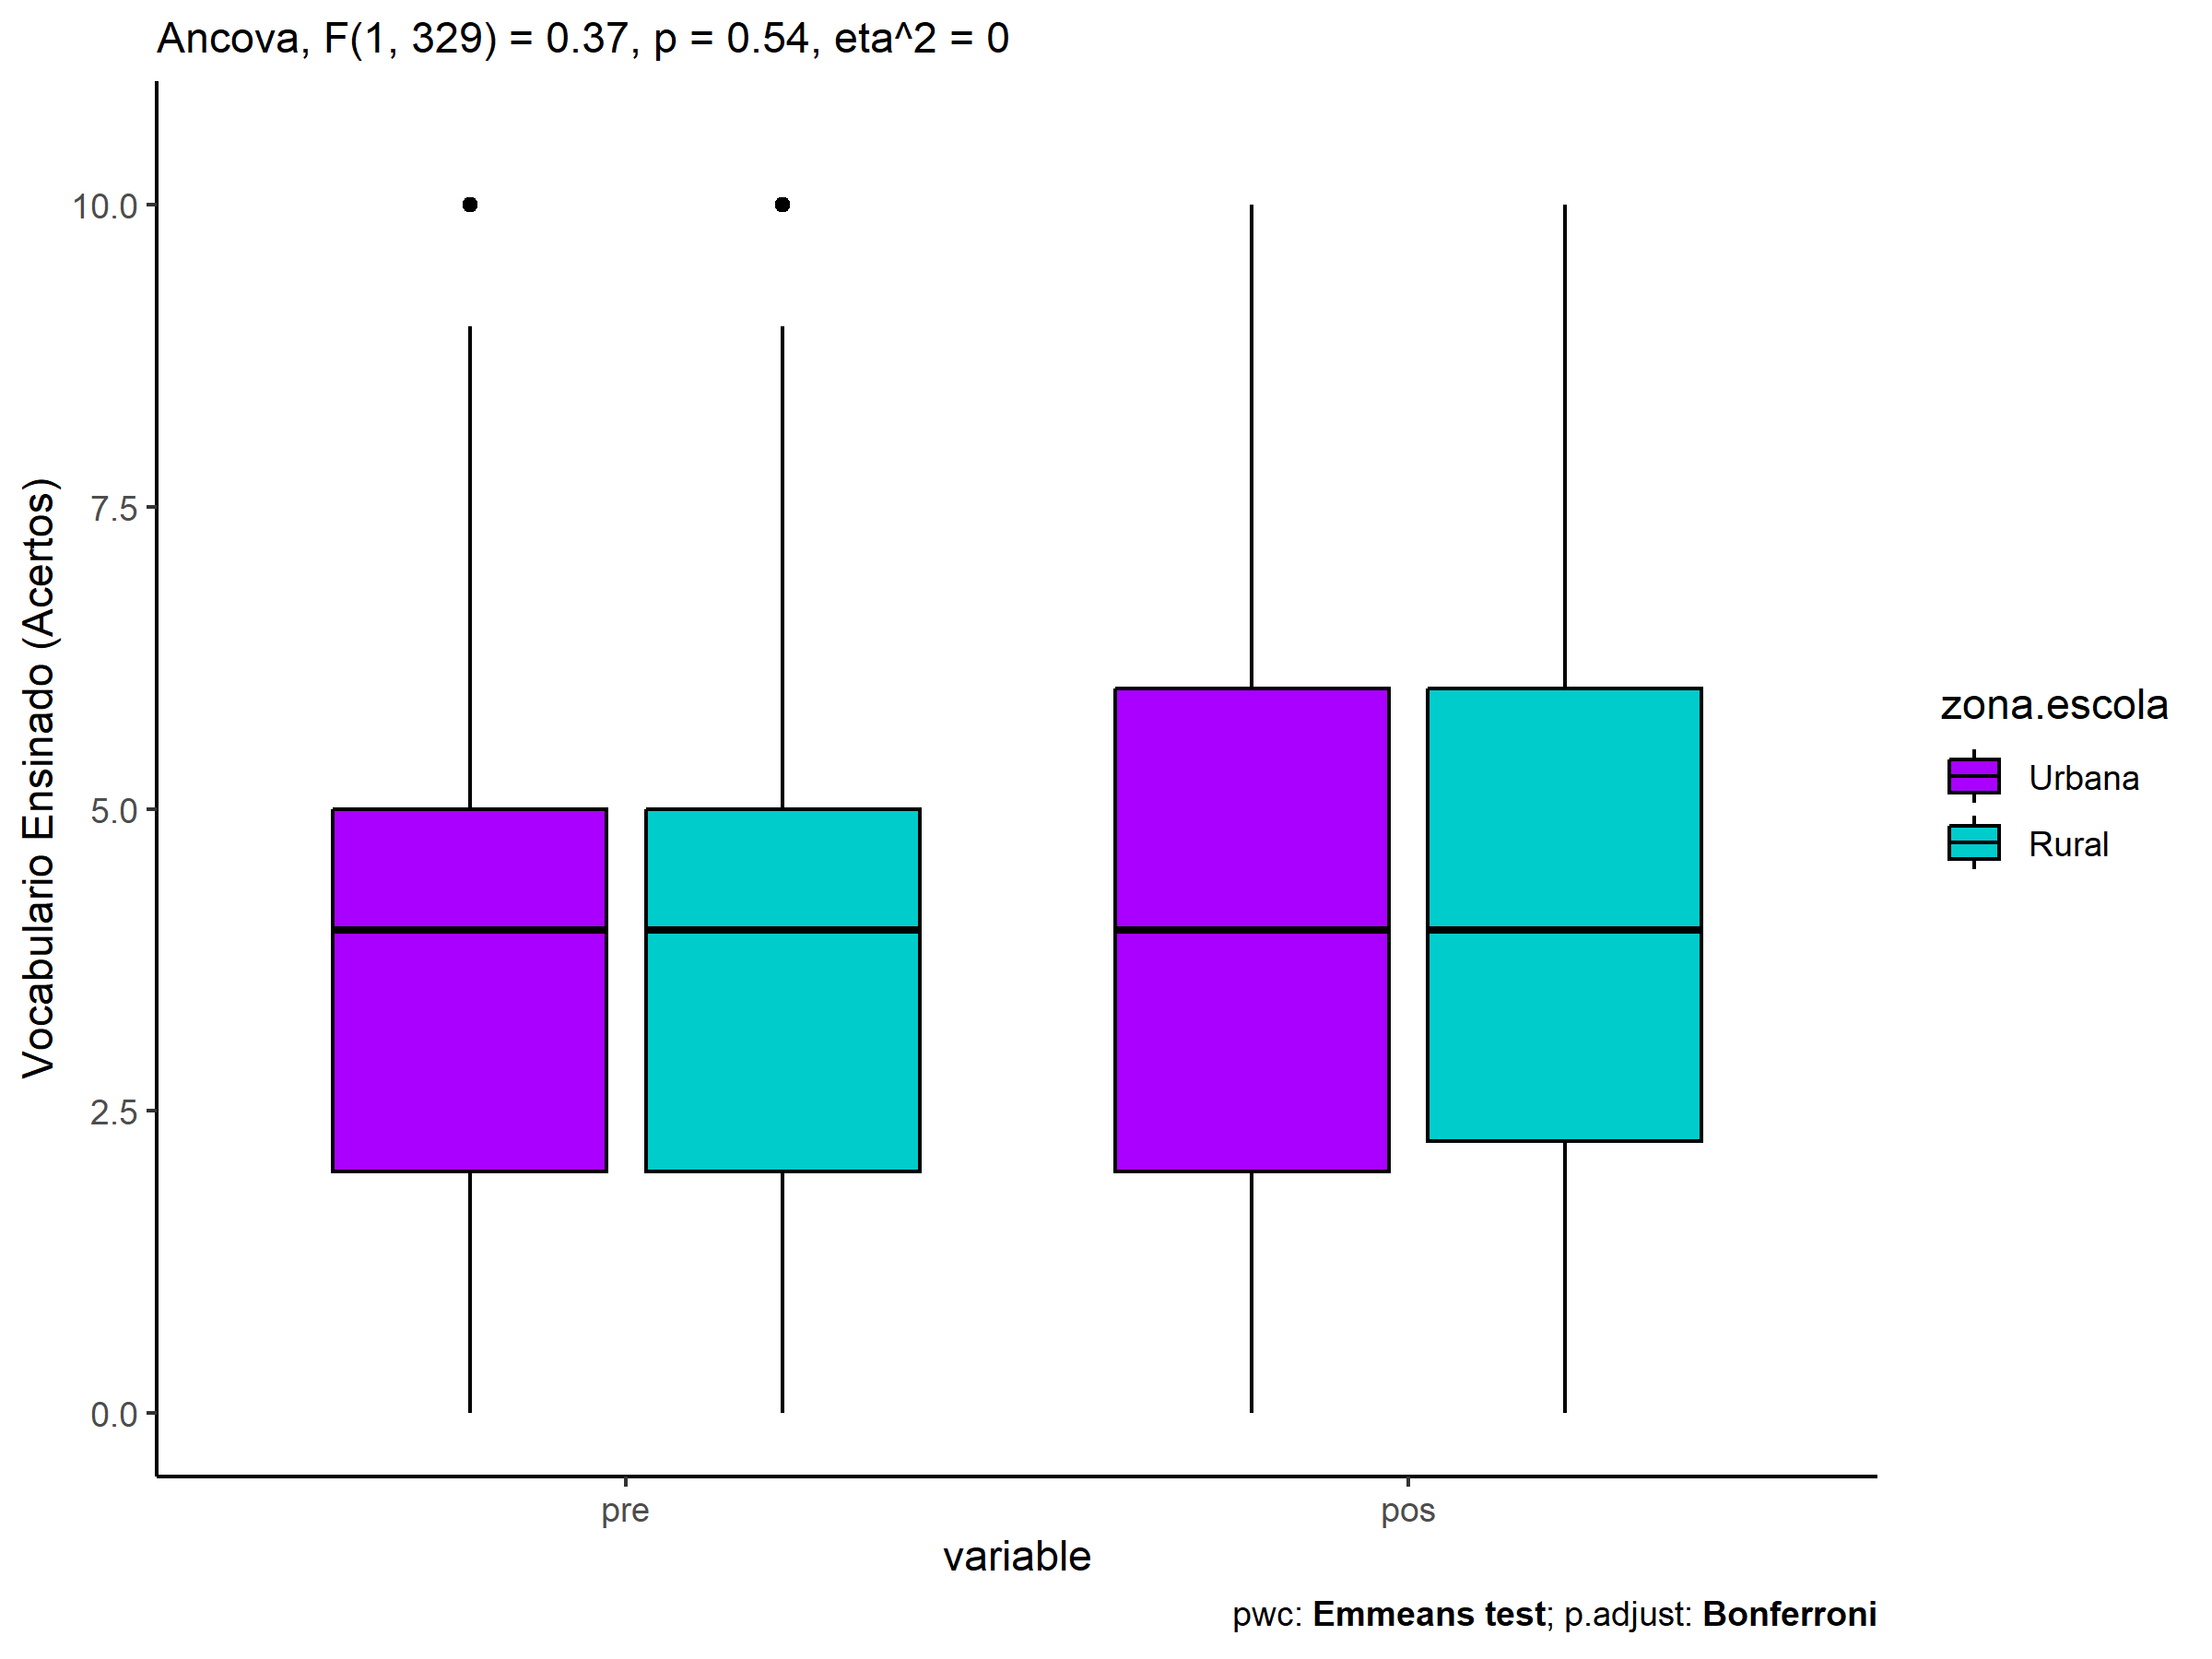 Ancova, F(1, 329) = 0.37, p = 0.54, eta^2 = 0
Vocabulario Ensinado (Acertos)
10.0
7.5
5.0
2.5
0.0
pre
pos
variable
zona.escola
Urbana
Rural
pwc: Emmeans test; p.adjust: Bonferroni